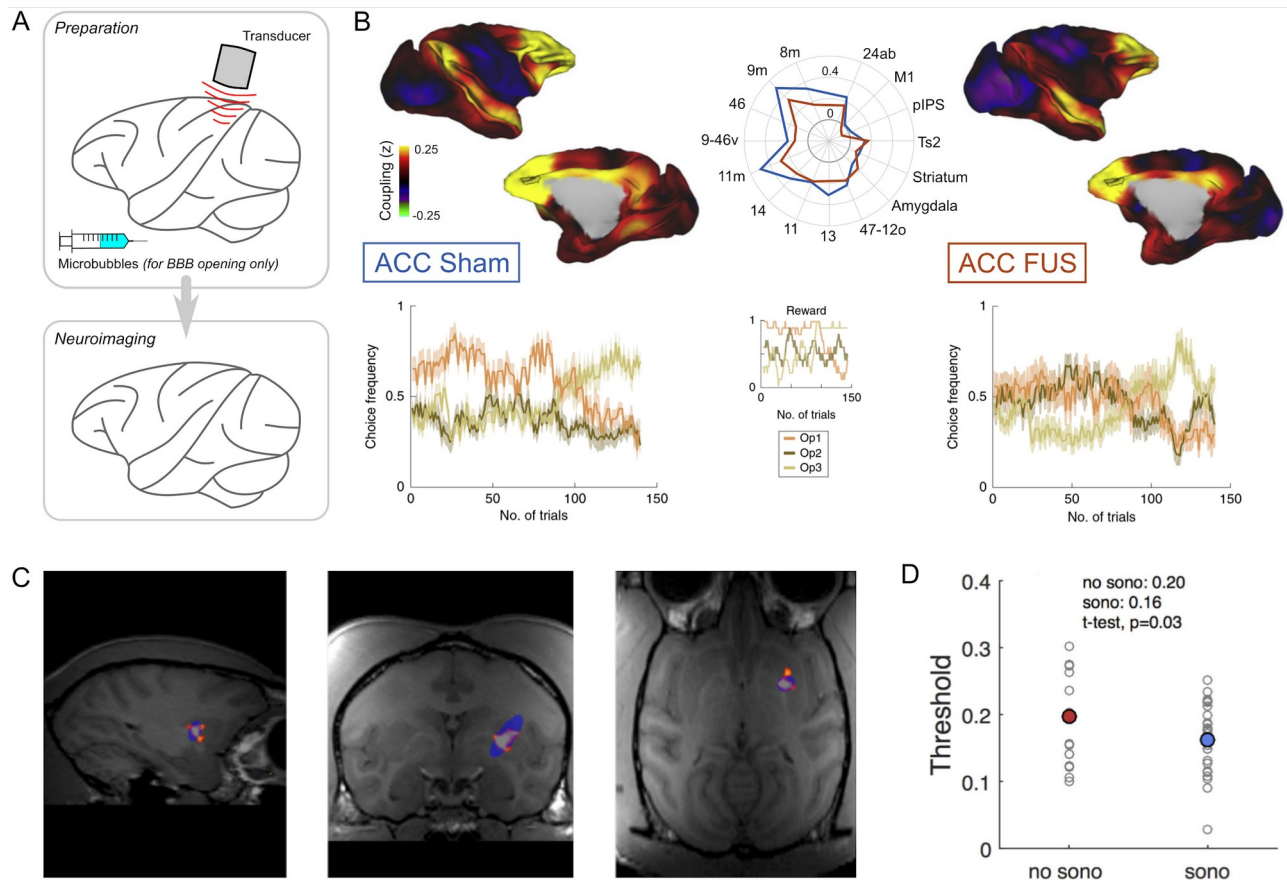 A
Preparation
Transducer
Microbubbles (for BBB opening only)
Neuroimaging
B
Coupling (z)
0.25
-0.25
8m
24ab
9m
0.4
M1
46
pIPS
0
9-46v
Ts2
11m
Striatum
14
Amygdala
11
13
47-12o
ACC Sham
ACC FUS
1
0.5
0
Choice frequency
0
50
100
150
No. of trials
Reward
1
0
0
150
No. of trials
Op1
Op2
Op3
1
0.5
0
Choice frequency
0
50
100
150
No. of trials
C
D
0.4
0.3
0.2
0.1
0
Threshold
no sono: 0.20
sono: 0.16
t-test, p=0.03
no sono
sono